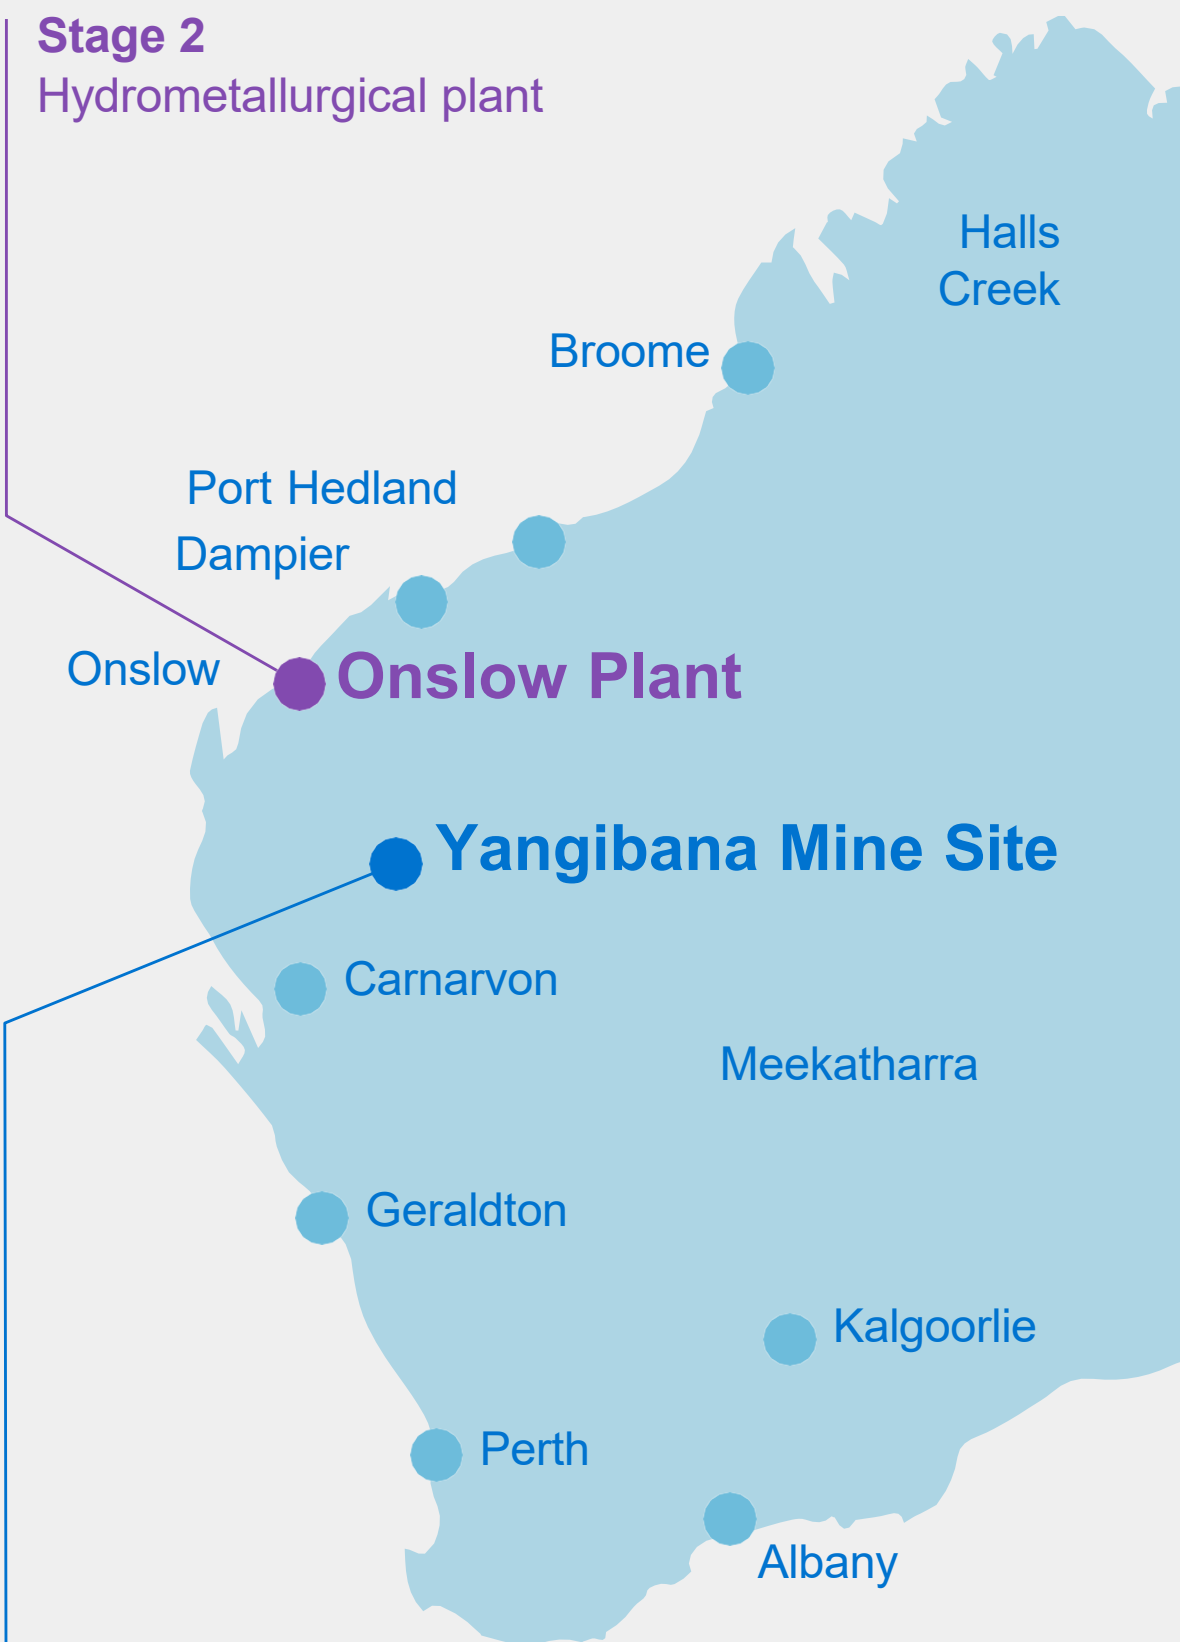 Stage 2
Hydrometallurgical plant
Halls
Creek
Broome
Port Hedland
Dampier
Onslow
Onslow Plant
Yangibana Mine Site
Carnarvon
Meekatharra
Geraldton
Kalgoorlie
Perth
Albany